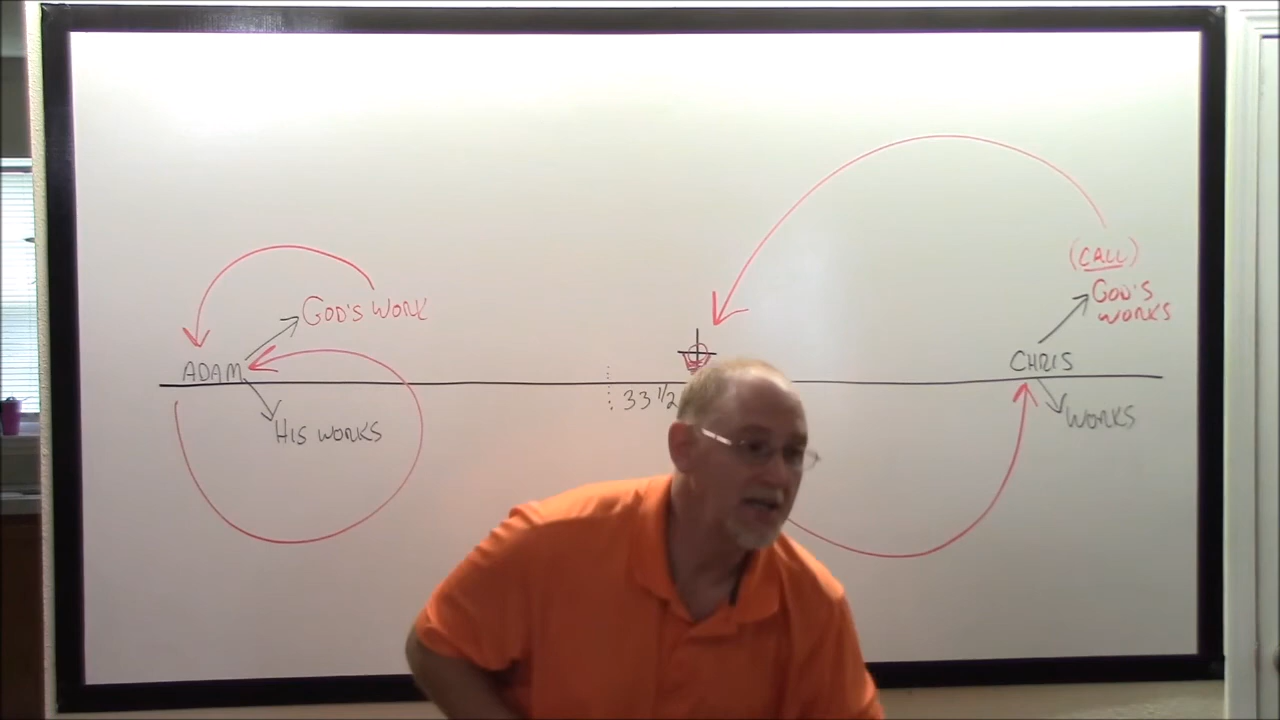 (CALL)
GOD'S WORK
GOD'S
WORKS
ADAM
CHRIS
33 1/2
HIS WORKS
WORKS